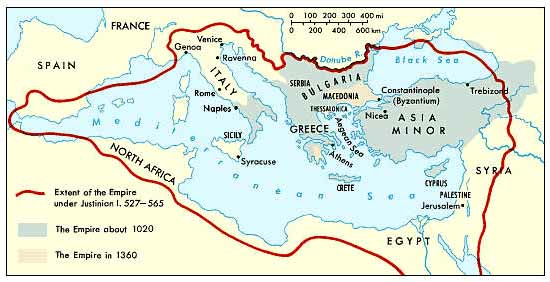 FRANCE
SPAIN
0 100 200 300 400 mi
0 200 400 600 km
Venice
Genoa
Ravenna
ITALY
Rome
Naples
SICILY
Syracuse
Danube R.
Black Sea
SERBIA
BULGARIA
MACEDONIA
THESSALONICA
GREECE
Aegean Sea
Athens
CRETE
Constantinople
(Byzantium)
Nicea
Trebizond
ASIA
MINOR
CYPRUS
SYRIA
PALESTINE
Jerusalem
EGYPT
NORTH AFRICA
Mediterranean Sea
Extent of the Empire
under Justinian I. 527–565
The Empire about 1020
The Empire in 1360